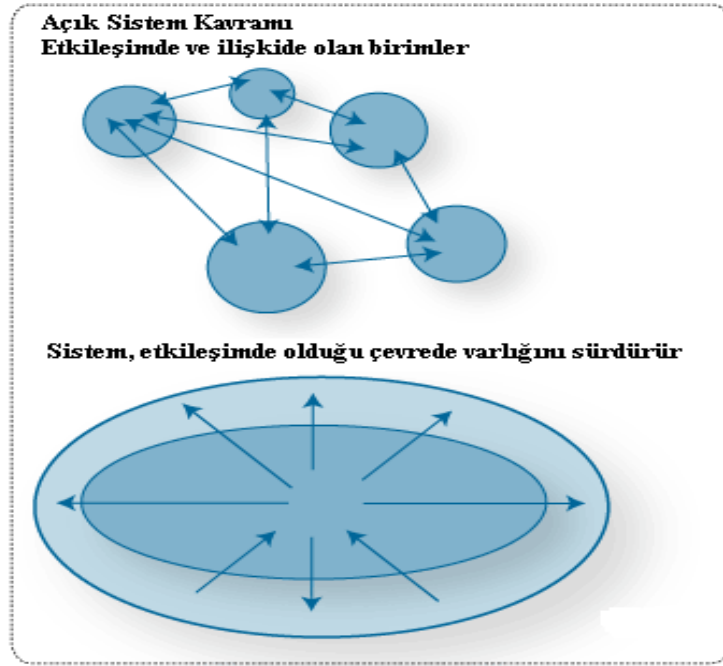 Açık Sistem Kavramı
Etkileşimde ve ilişkide olan birimler
Sistem, etkileşimde olduğu çevrede varlığını sürdürür